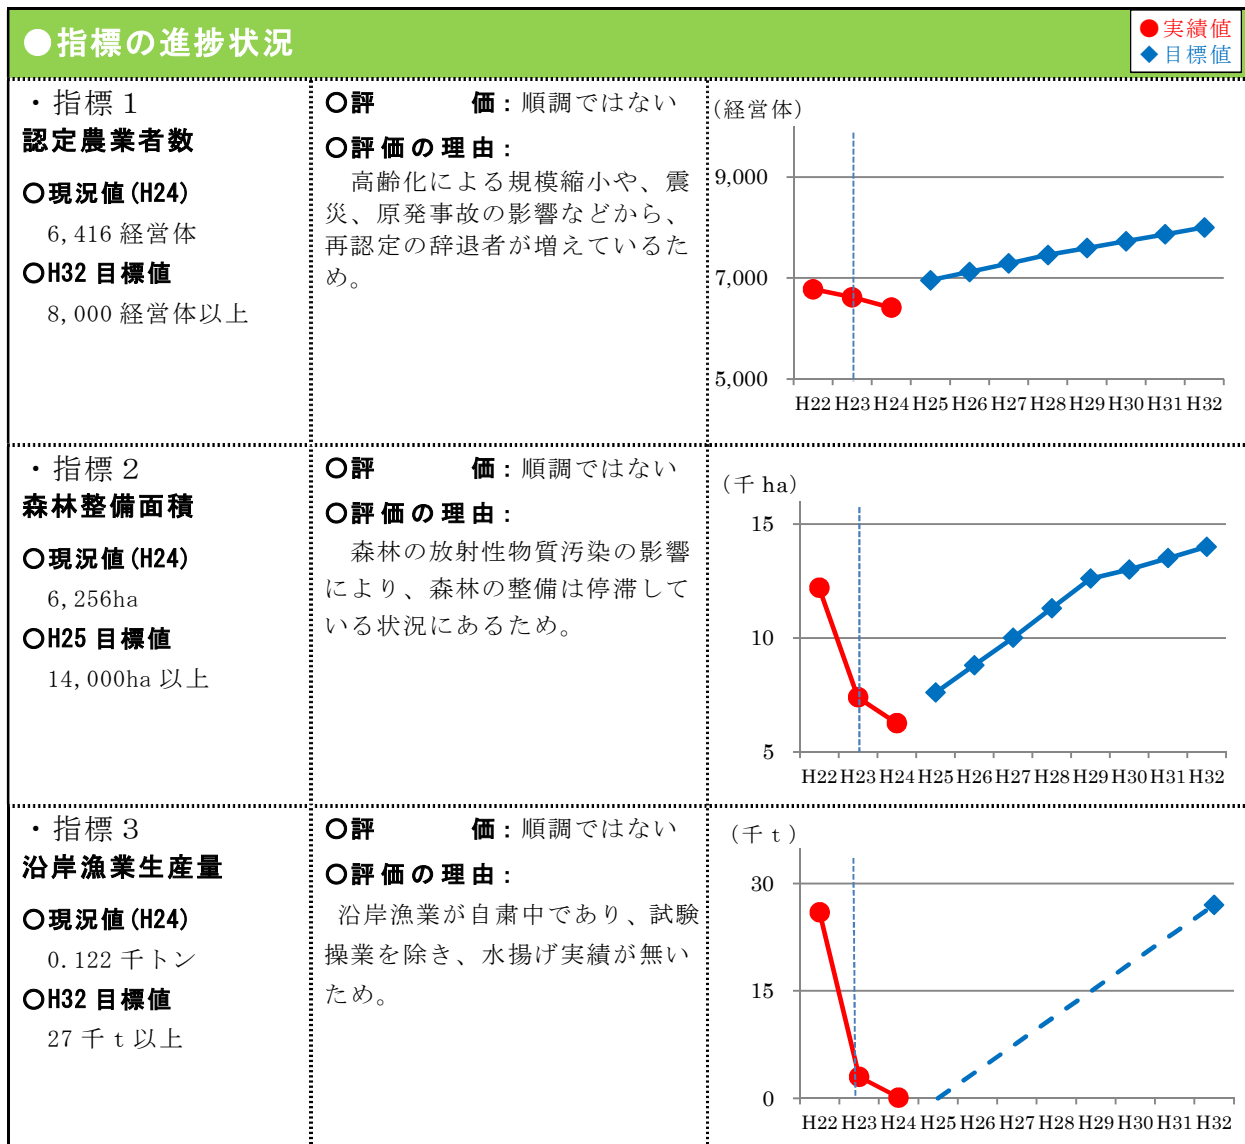 ●指標の進捗状況
●実績値
◆目標値
・指標１
認定農業者数
○現況値(H24)
6,416 経営体
○H32 目標値
8,000 経営体以上
○評　　　価：順調ではない
○評価の理由：
高齢化による規模縮小や、震
災、原発事故の影響などから、
再認定の辞退者が増えているた
め。
(経営体)
9,000
7,000
5,000
H22 H23 H24 H25 H26 H27 H28 H29 H30 H31 H32
・指標２
森林整備面積
○現況値(H24)
6,256ha
○H25 目標値
14,000ha 以上
○評　　　価：順調ではない
○評価の理由：
森林の放射性物質汚染の影響
により、森林の整備は停滞して
いる状況にあるため。
(千 ha)
15
10
5
H22 H23 H24 H25 H26 H27 H28 H29 H30 H31 H32
・指標３
沿岸漁業生産量
○現況値(H24)
0.122 千トン
○H32 目標値
27 千 t 以上
○評　　　価：順調ではない
○評価の理由：
沿岸漁業が自粛中であり、試験
操業を除き、水揚げ実績が無い
ため。
(千 t)
30
15
0
H22 H23 H24 H25 H26 H27 H28 H29 H30 H31 H32